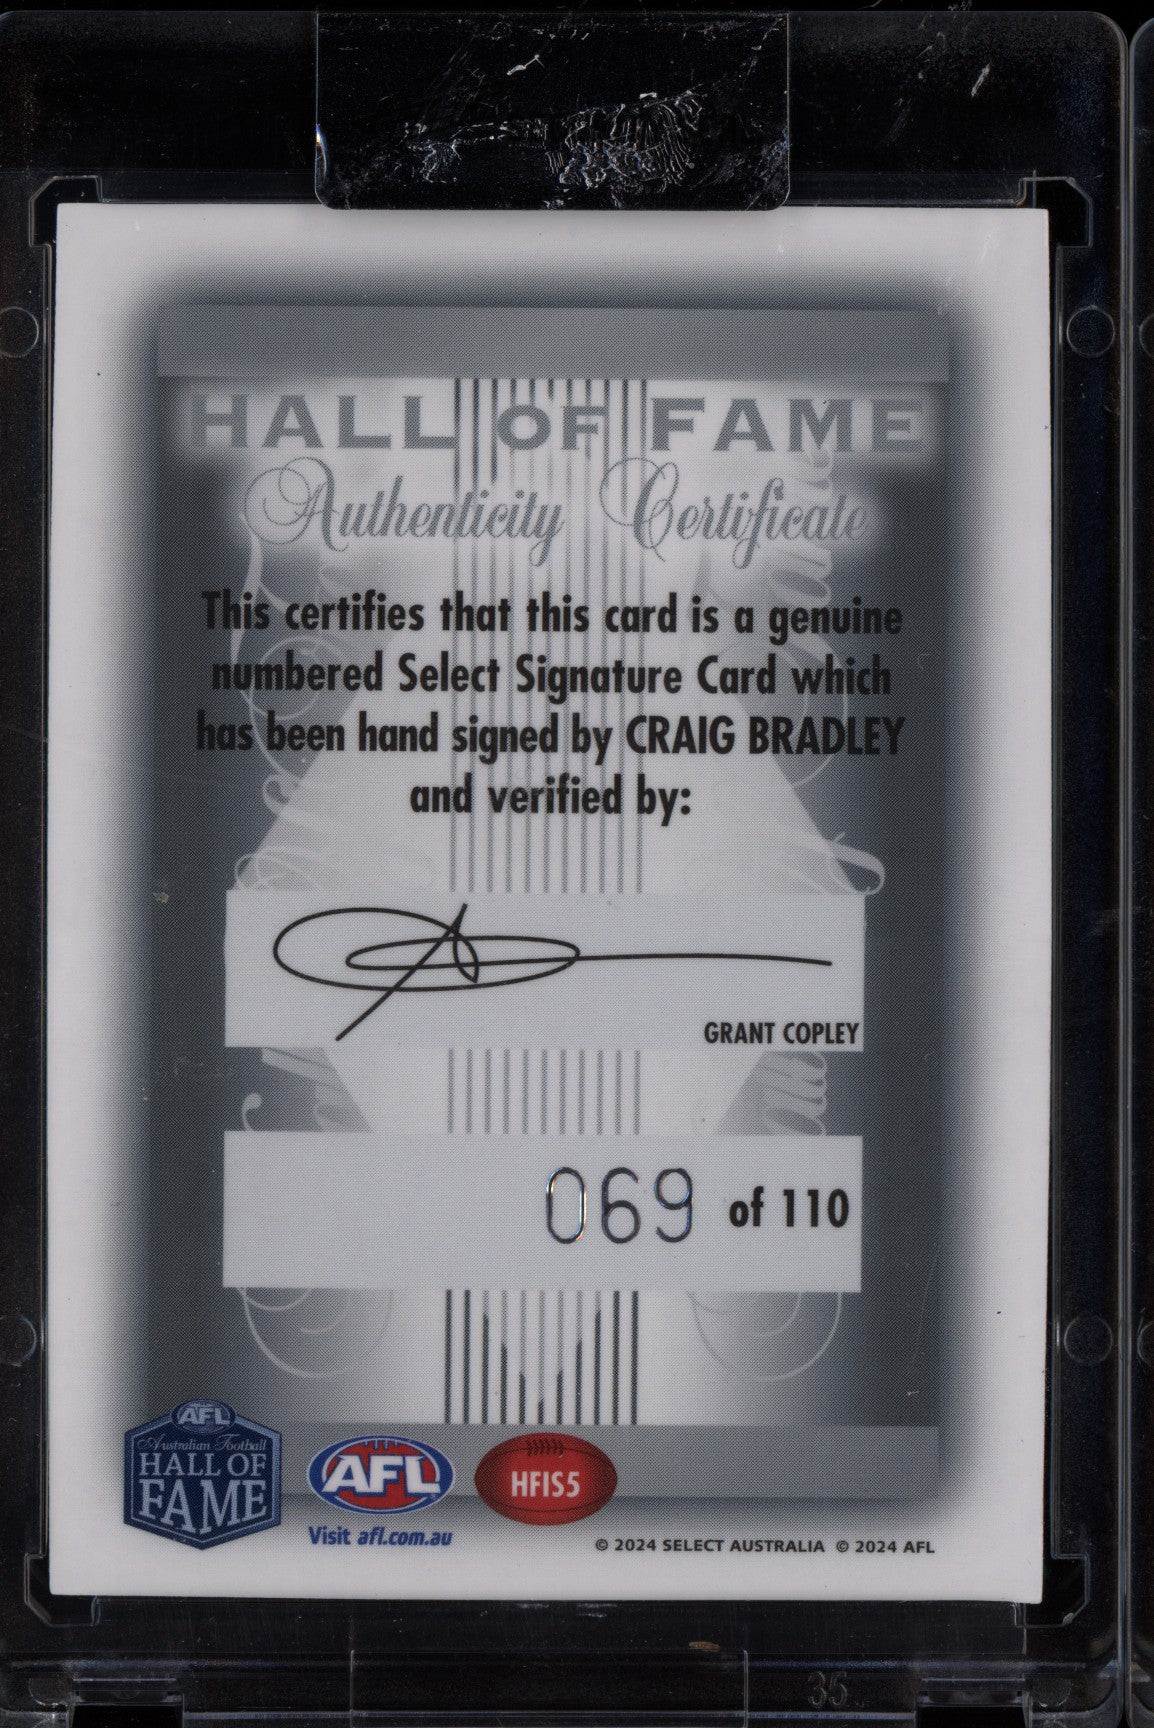 HALL OF FAME
Authenticity Certificate
This certifies that this card is a genuine
numbered Select Signature Card which
has been hand signed by CRAIG BRADLEY
and verified by:
GRANT COPLEY
069 of 110
AFL
Australian Football
HALL OF
FAME
AFL
Visit afl.com.au
HFIS5
© 2024 SELECT AUSTRALIA © 2024 AFL
35